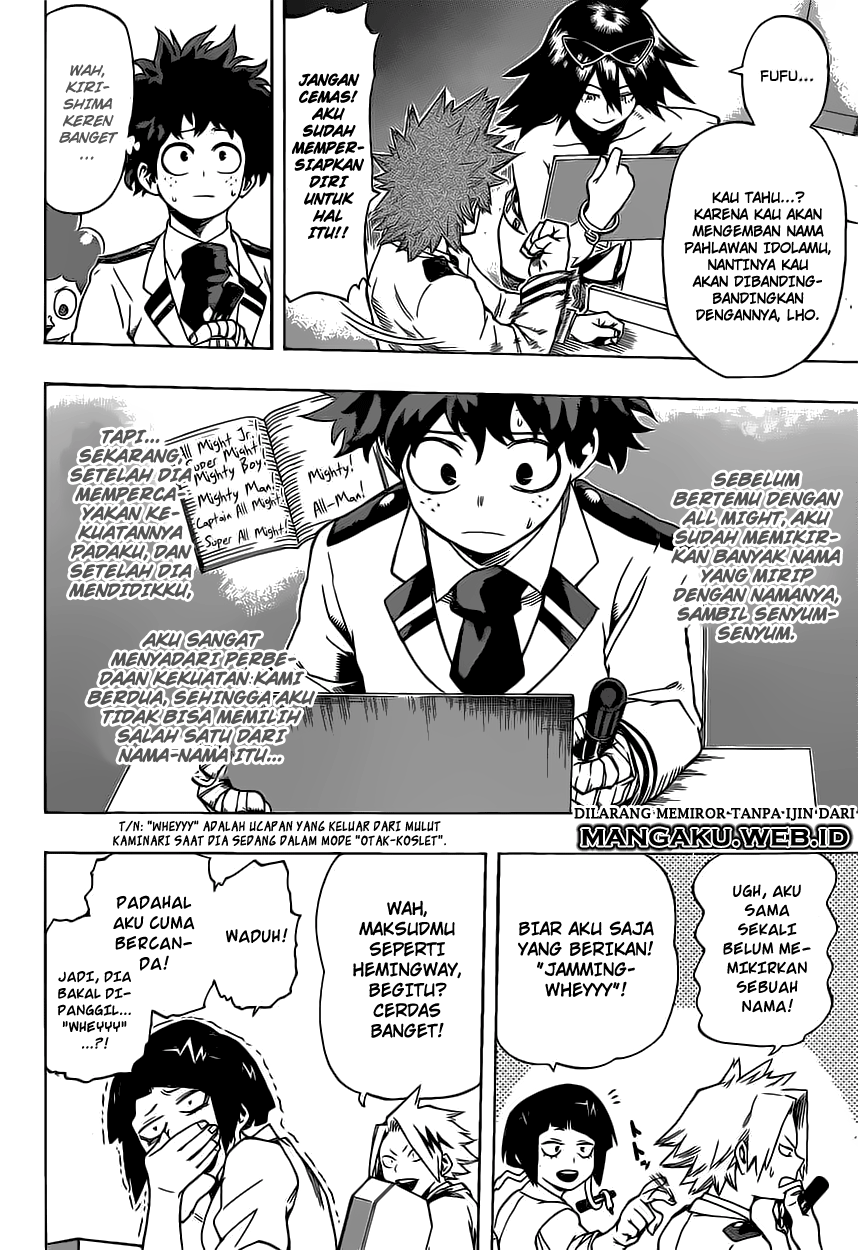 FUFU...
KAU TAHU...?
KARENA KAU AKAN
MENGEMBAN NAMA
PAHLAWAN IDOLAMU,
NANTINYA KAU
AKAN DIBANDING-
BANDINGKAN
DENGANNYA, LHO.
JANGAN
CEMAS!
AKU
SUDAH
MEMPER-
SIAPKAN
DIRI
UNTUK
HAL
ITU!!
WAH,
KIRI-
SHIMA
KEREN
BANGET
...
SEBELUM
BERTEMU DENGAN
ALL MIGHT, AKU
SUDAH MEMIKIR-
KAN BANYAK NAMA
YANG MIRIP
DENGAN NAMANYA,
SAMBIL SENYUM-
SENYUM.
Might Jr.!
Super Might!
Mighty Boy!
Mighty Man!
Captain All Might!
Super All Might!
Mighty!
All-Man!
TAPI...
SEKARANG,
SETELAH DIA
MEMPERCA-
YAKAN KE-
KUATANNYA
PADAKU, DAN
SETELAH DIA
MENDIDIKKU,
AKU SANGAT
MENYADARI PERBE-
DAAN KEKUATAN KAMI
BERDUA, SEHINGGA AKU
TIDAK BISA MEMILIH
SALAH SATU DARI
NAMA-NAMA ITU...
T/N: "WHEYYY" ADALAH UCAPAN YANG KELUAR DARI MULUT
KAMINARI SAAT DIA SEDANG DALAM MODE "OTAK-KOSLET".
DILARANG MEMIROR TANPA IJIN DARI
MANGAKU.WEB.ID
UGH, AKU
SAMA
SEKALI
BELUM ME-
MIKIRKAN
SEBUAH
NAMA!
BIAR AKU SAJA
YANG BERIKAN!
"JAMMING-
WHEYYY"!
WAH,
MAKSUDMU
SEPERTI
HEMINGWAY,
BEGITU?
CERDAS
BANGET!
WADUH!
PADAHAL
AKU CUMA
BERCAN-
DA!
JADI, DIA
BAKAL DI-
PANGGIL...
"WHEYYY"
...?!